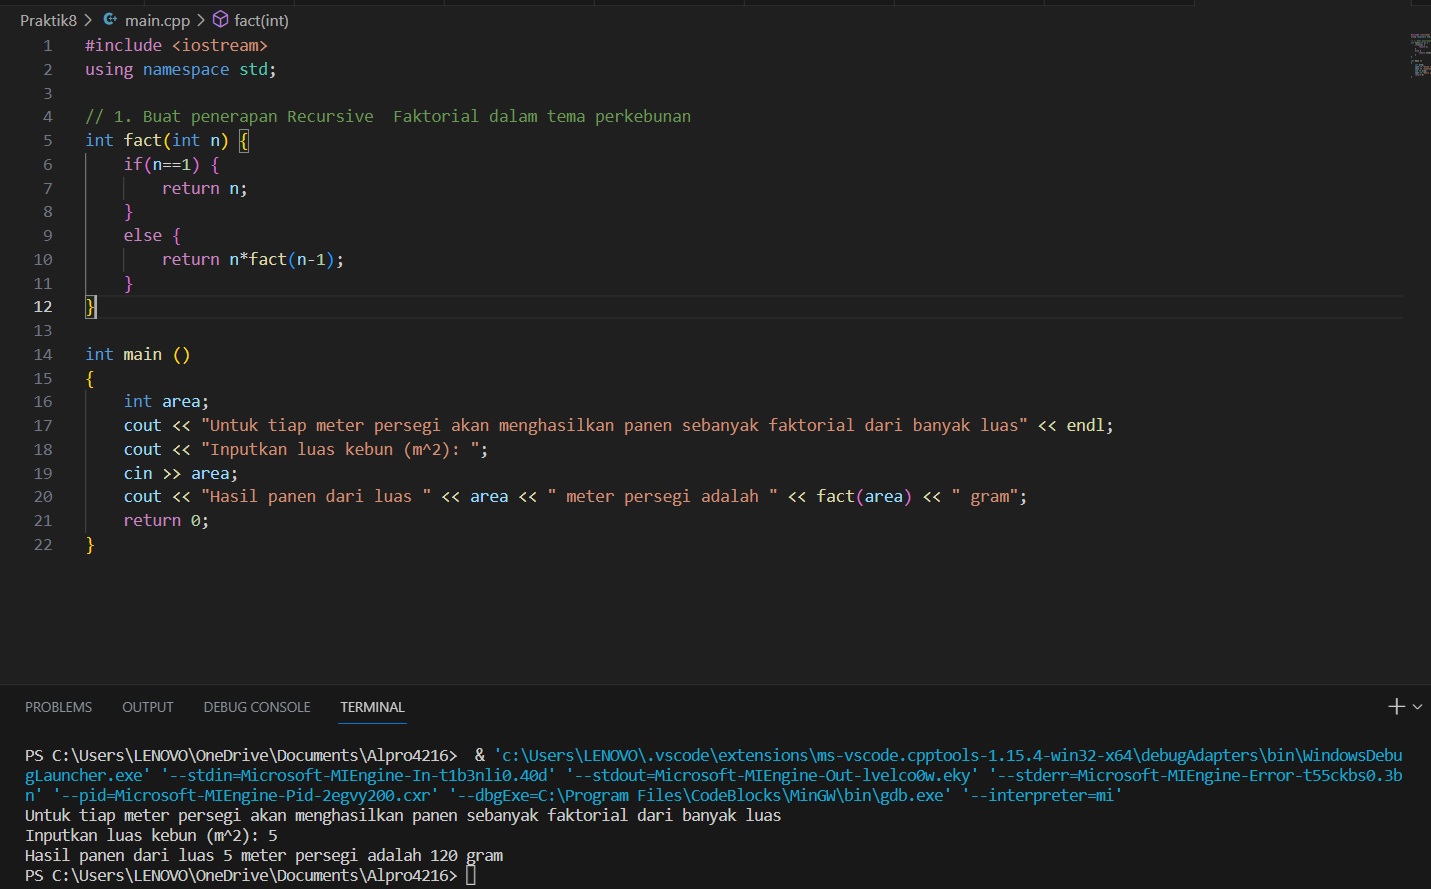 Praktik8 > main.cpp > fact(int)
1 #include <iostream>
2 using namespace std;
3
4 // 1. Buat penerapan Recursive  Faktorial dalam tema perkebunan
5 int fact(int n) {
6     if(n==1) {
7         return n;
8     }
9     else {
10         return n*fact(n-1);
11     }
12 }
13
14 int main ()
15 {
16     int area;
17     cout << "Untuk tiap meter persegi akan menghasilkan panen sebanyak faktorial dari banyak luas" << endl;
18     cout << "Inputkan luas kebun (m^2): ";
19     cin >> area;
20     cout << "Hasil panen dari luas " << area << " meter persegi adalah " << fact(area) << " gram";
21     return 0;
22 }
PROBLEMS OUTPUT DEBUG CONSOLE TERMINAL
PS C:\Users\LENOVO\OneDrive\Documents\Alpro4216>  & 'c:\Users\LENOVO\.vscode\extensions\ms-vscode.cpptools-1.15.4-win32-x64\debugAdapters\bin\WindowsDebu
gLauncher.exe' '--stdin=Microsoft-MIEngine-In-t1b3nli0.40d' '--stdout=Microsoft-MIEngine-Out-lvelco0w.eky' '--stderr=Microsoft-MIEngine-Error-t55ckbs0.3b
n' '--pid=Microsoft-MIEngine-Pid-2egvy200.cxr' '--dbgExe=C:\Program Files\CodeBlocks\MinGW\bin\gdb.exe' '--interpreter=mi'
Untuk tiap meter persegi akan menghasilkan panen sebanyak faktorial dari banyak luas
Inputkan luas kebun (m^2): 5
Hasil panen dari luas 5 meter persegi adalah 120 gram
PS C:\Users\LENOVO\OneDrive\Documents\Alpro4216>